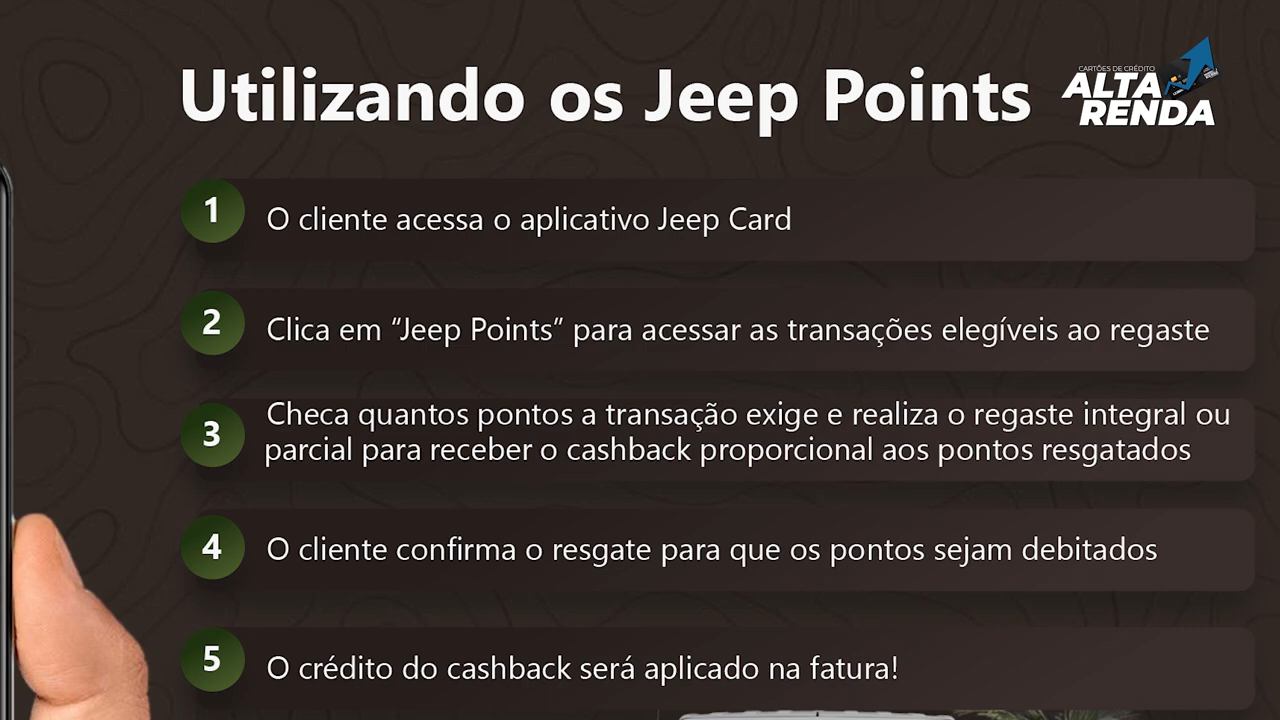 Utilizando os Jeep Points
CARTÕES DE CRÉDITO
ALTA
RENDA
1
O cliente acessa o aplicativo Jeep Card
2
Clica em “Jeep Points” para acessar as transações elegíveis ao regaste
3
Checa quantos pontos a transação exige e realiza o regaste integral ou
parcial para receber o cashback proporcional aos pontos resgatados
4
O cliente confirma o resgate para que os pontos sejam debitados
5
O crédito do cashback será aplicado na fatura!